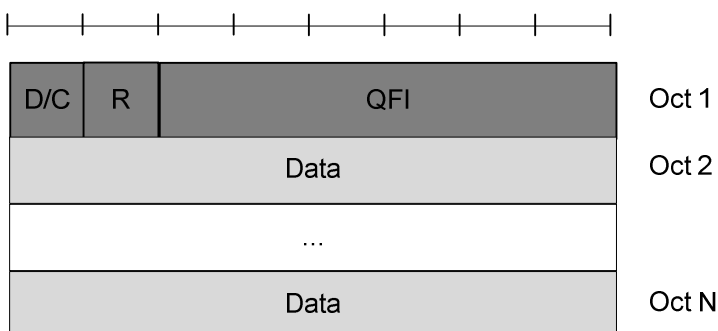 D/C R QFI Oct 1
Data Oct 2
...
Data Oct N